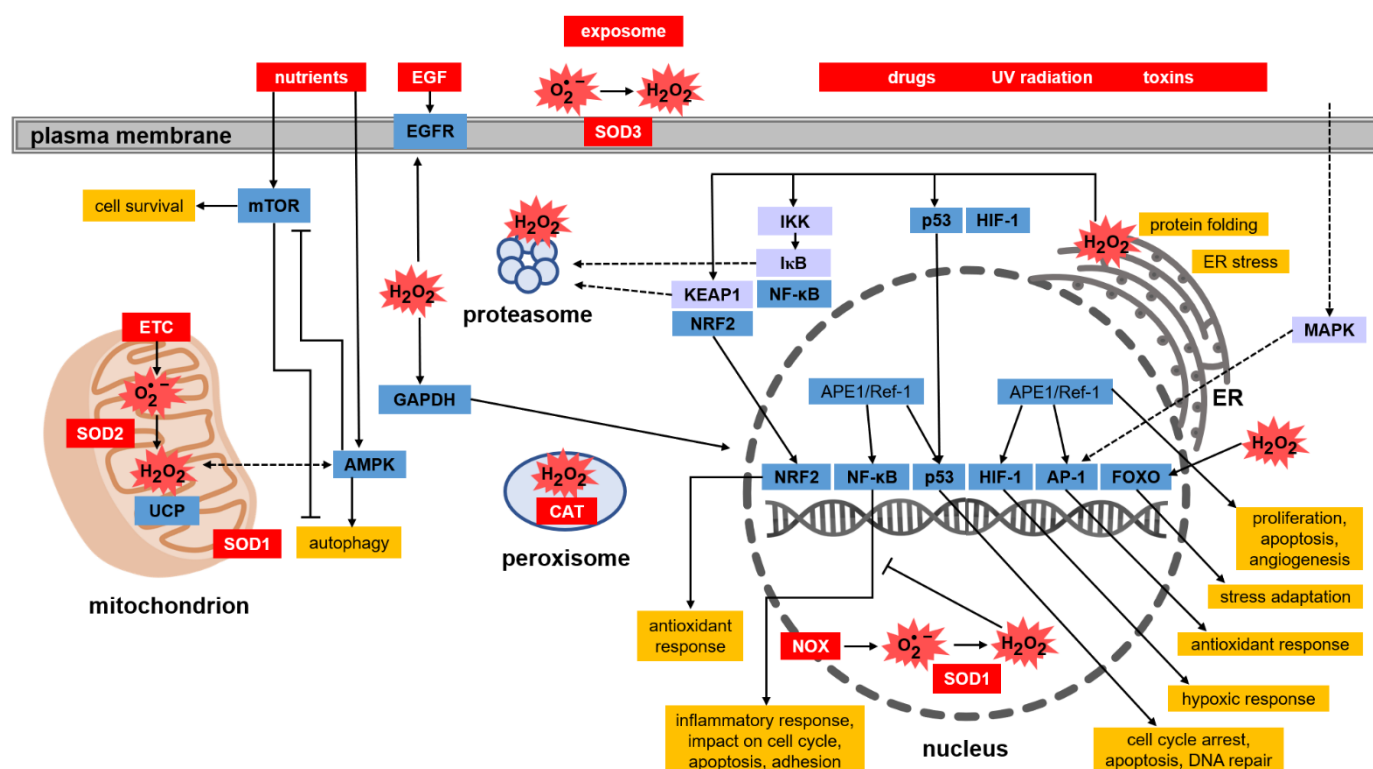 exposome
nutrients
EGF
O₂•− H₂O₂
drugs UV radiation toxins
plasma membrane
EGFR
SOD3
cell survival
mTOR
H₂O₂
proteasome
IKK
IκB
NF-κB
KEAP1
NRF2
p53 HIF-1
H₂O₂
protein folding
ER stress
ER
MAPK
H₂O₂
GAPDH
ETC
O₂•−
SOD2
H₂O₂
UCP
SOD1
mitochondrion
AMPK
autophagy
H₂O₂
CAT
peroxisome
APE1/Ref-1 APE1/Ref-1
NRF2 NF-κB p53 HIF-1 AP-1 FOXO
H₂O₂
proliferation,
apoptosis,
angiogenesis
stress adaptation
antioxidant response
hypoxic response
cell cycle arrest,
apoptosis, DNA repair
antioxidant
response
NOX O₂•− H₂O₂
SOD1
inflammatory response,
impact on cell cycle,
apoptosis, adhesion
nucleus